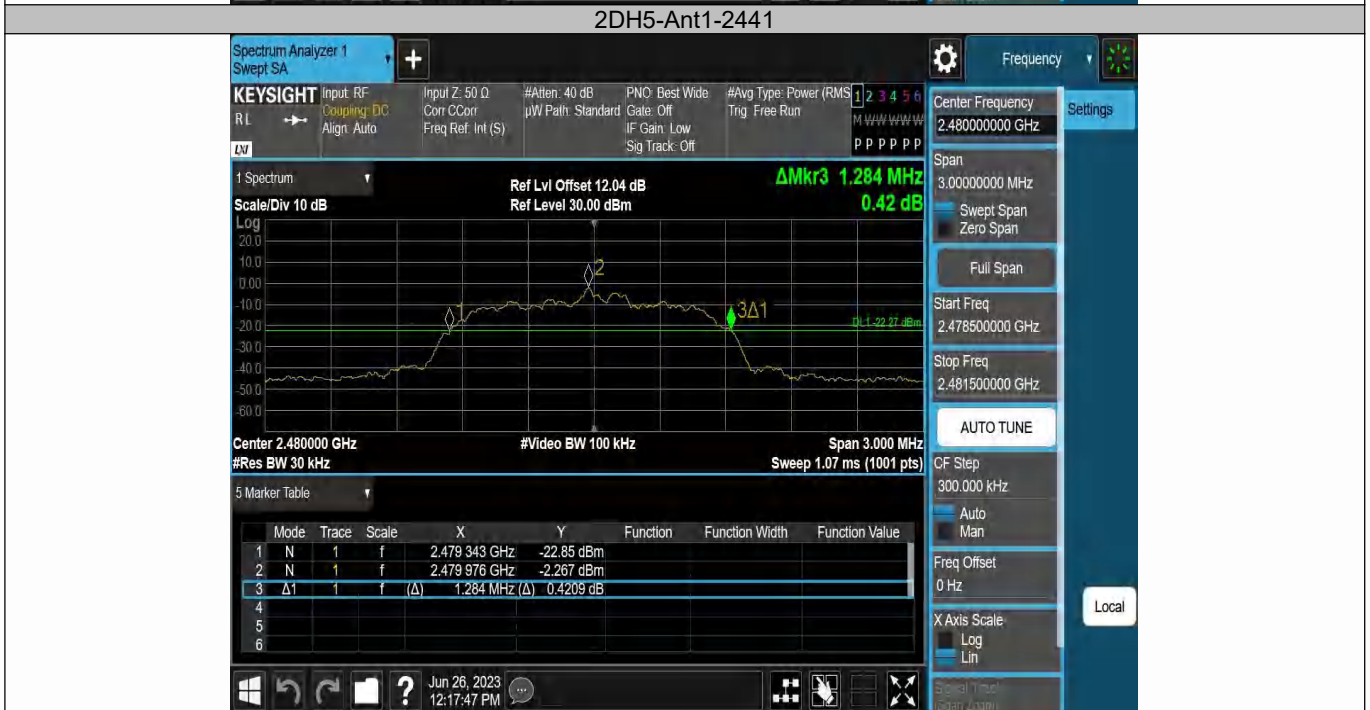 2DH5-Ant1-2441
Spectrum Analyzer 1
Swept SA
+
Frequency
KEYSIGHT
RL
LXI
Input: RF
Coupling: DC
Align: Auto
Input Z: 50 Ω
Corr CCorr
Freq Ref: Int (S)
#Atten: 40 dB
µW Path: Standard
PNO: Best Wide
Gate: Off
IF Gain: Low
Sig Track: Off
#Avg Type: Power (RMS
Trig: Free Run
1 2 3 4 5 6
M W W W W W
P P P P P P
Center Frequency
2.480000000 GHz
Settings
1 Spectrum
Scale/Div 10 dB
Ref Lvl Offset 12.04 dB
Ref Level 30.00 dBm
ΔMkr3 1.284 MHz
0.42 dB
Log
20.0
10.0
0.00
-10.0
-20.0
-30.0
-40.0
-50.0
-60.0
1
2
3Δ1
DL1 -22.27 dBm
Center 2.480000 GHz
#Res BW 30 kHz
#Video BW 100 kHz
Span 3.000 MHz
Sweep 1.07 ms (1001 pts)
Span
3.00000000 MHz
Swept Span
Zero Span
Full Span
Start Freq
2.478500000 GHz
Stop Freq
2.481500000 GHz
AUTO TUNE
CF Step
300.000 kHz
Auto
Man
Freq Offset
0 Hz
X Axis Scale
Log
Lin
Local
5 Marker Table
Mode Trace Scale X Y Function Function Width Function Value
1 N 1 f 2.479 343 GHz -22.85 dBm
2 N 1 f 2.479 976 GHz -2.267 dBm
3 Δ1 1 f (Δ) 1.284 MHz (Δ) 0.4209 dB
4
5
6
?
Jun 26, 2023
12:17:47 PM